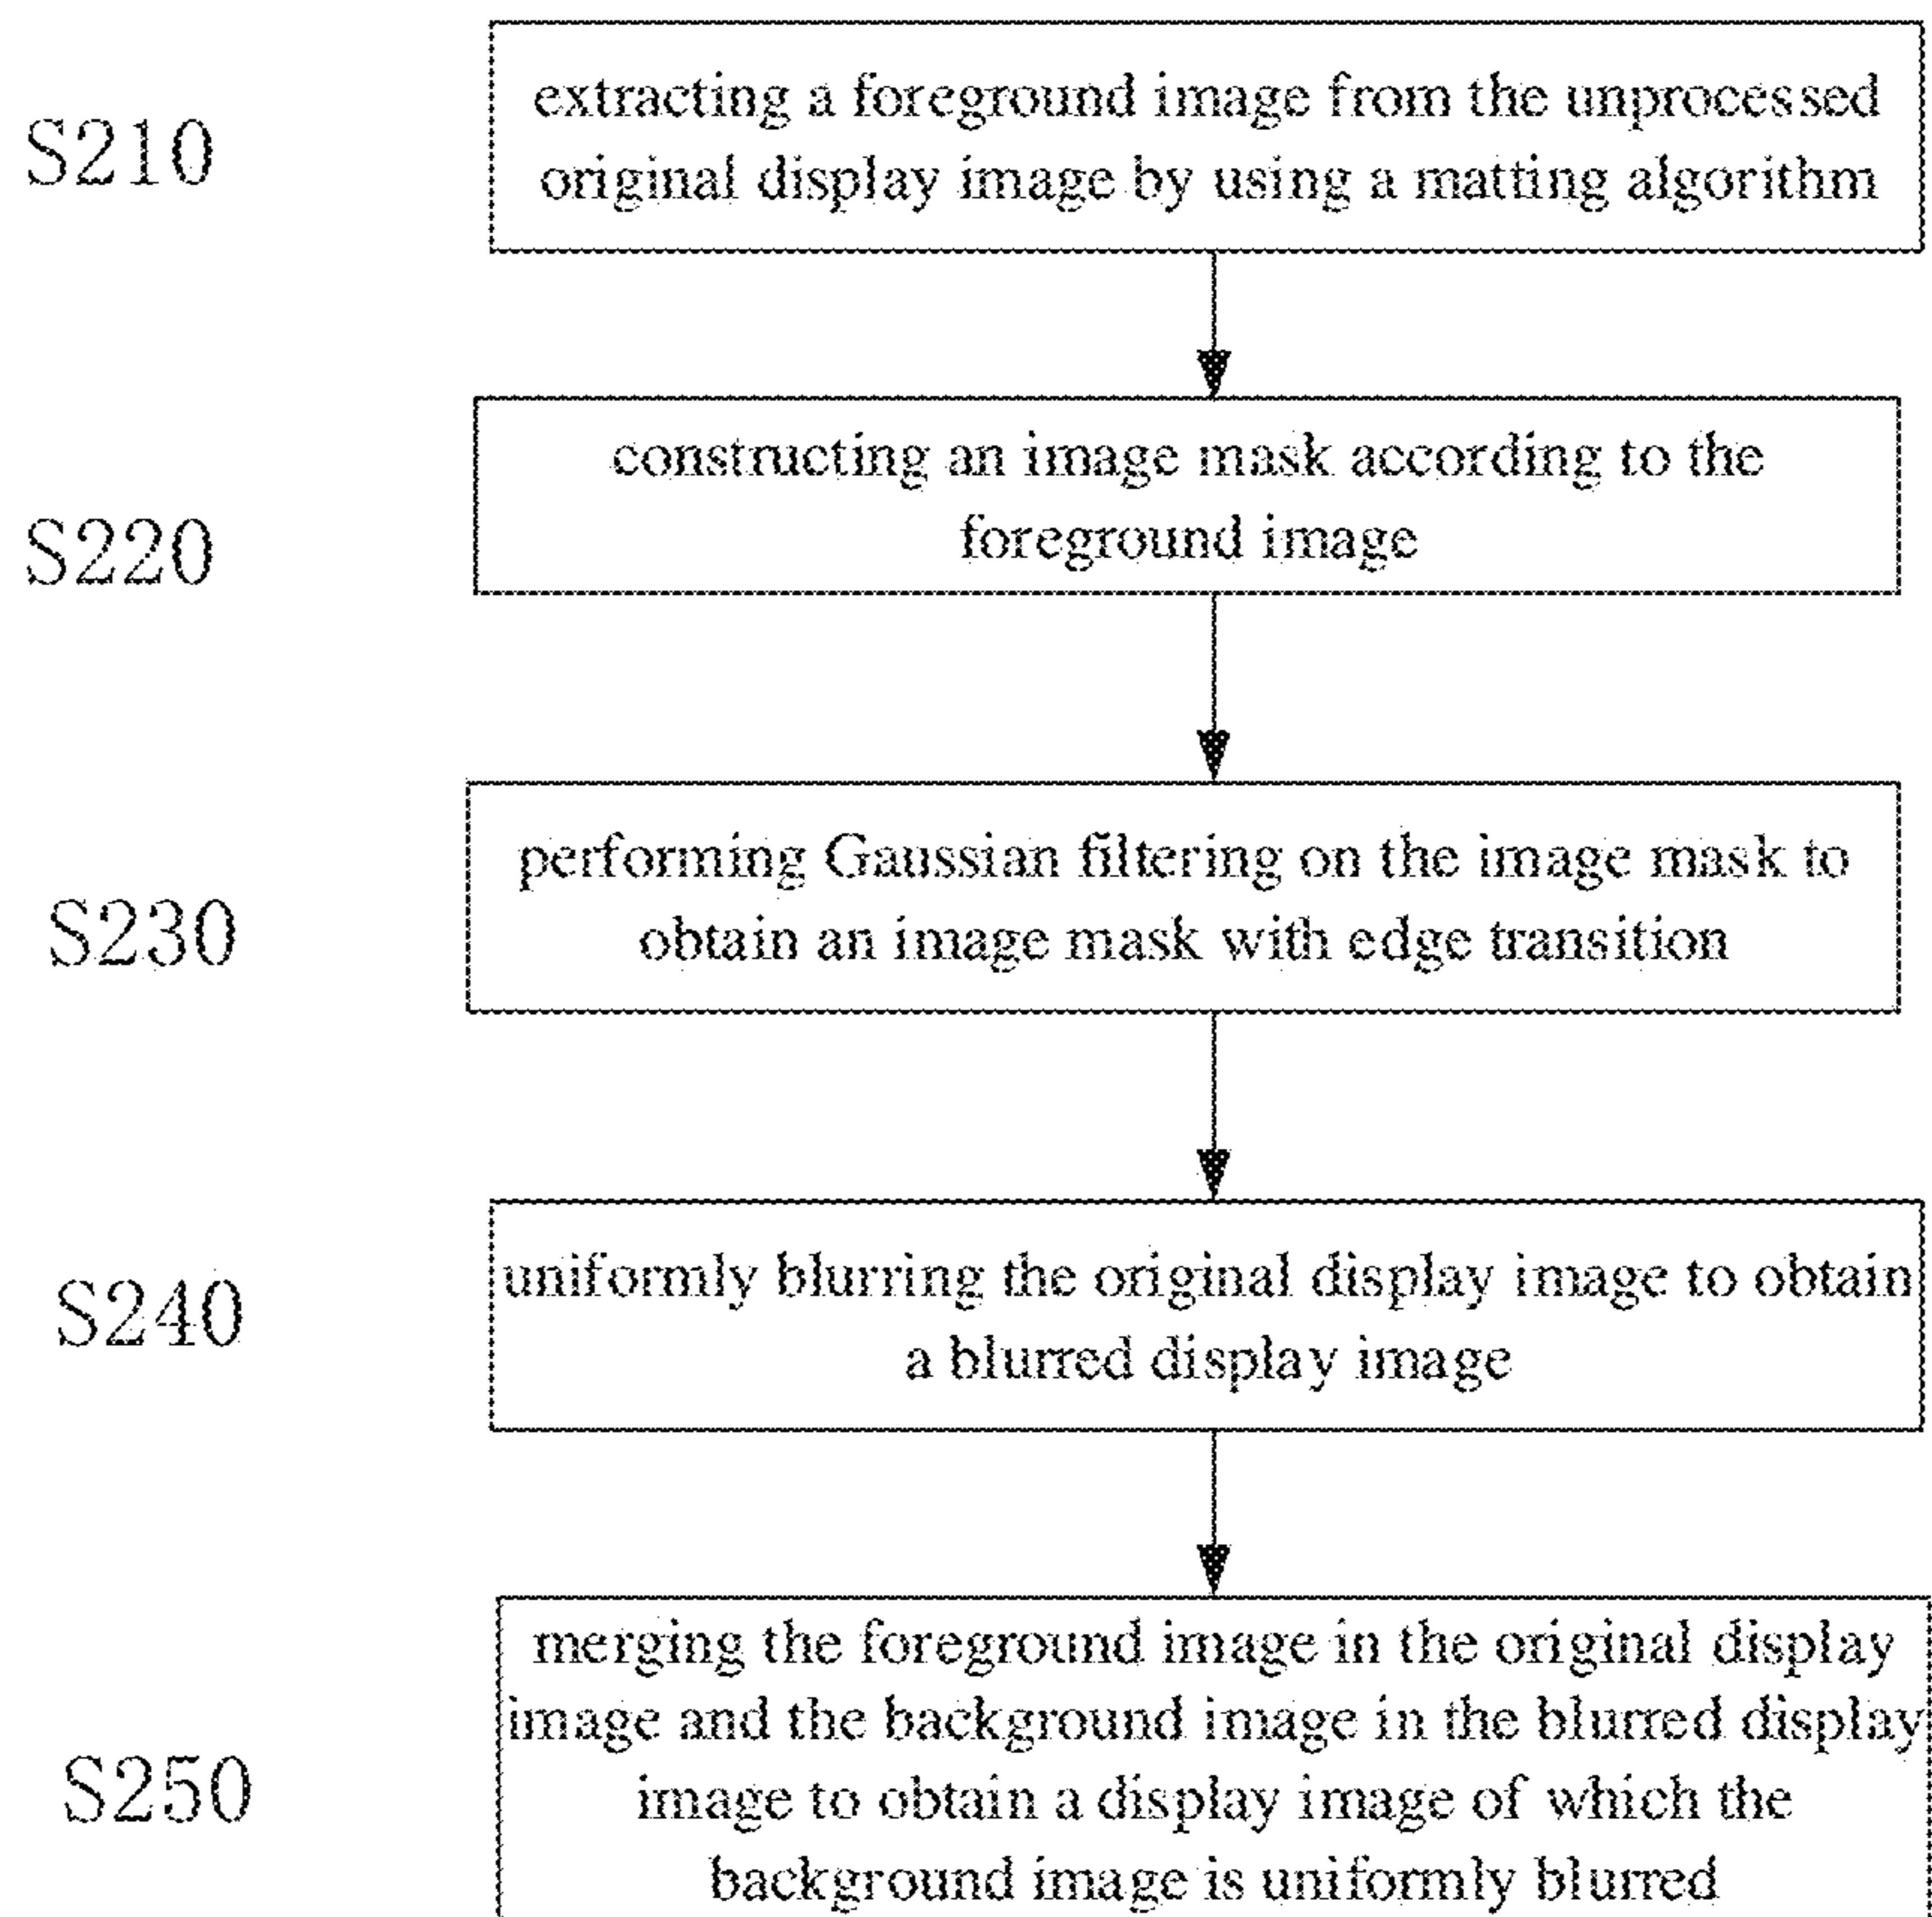 S210
extracting a foreground image from the unprocessed
original display image by using a matting algorithm
S220
constructing an image mask according to the
foreground image
S230
performing Gaussian filtering on the image mask to
obtain an image mask with edge transition
S240
uniformly blurring the original display image to obtain
a blurred display image
S250
merging the foreground image in the original display
image and the background image in the blurred display
image to obtain a display image of which the
background image is uniformly blurred